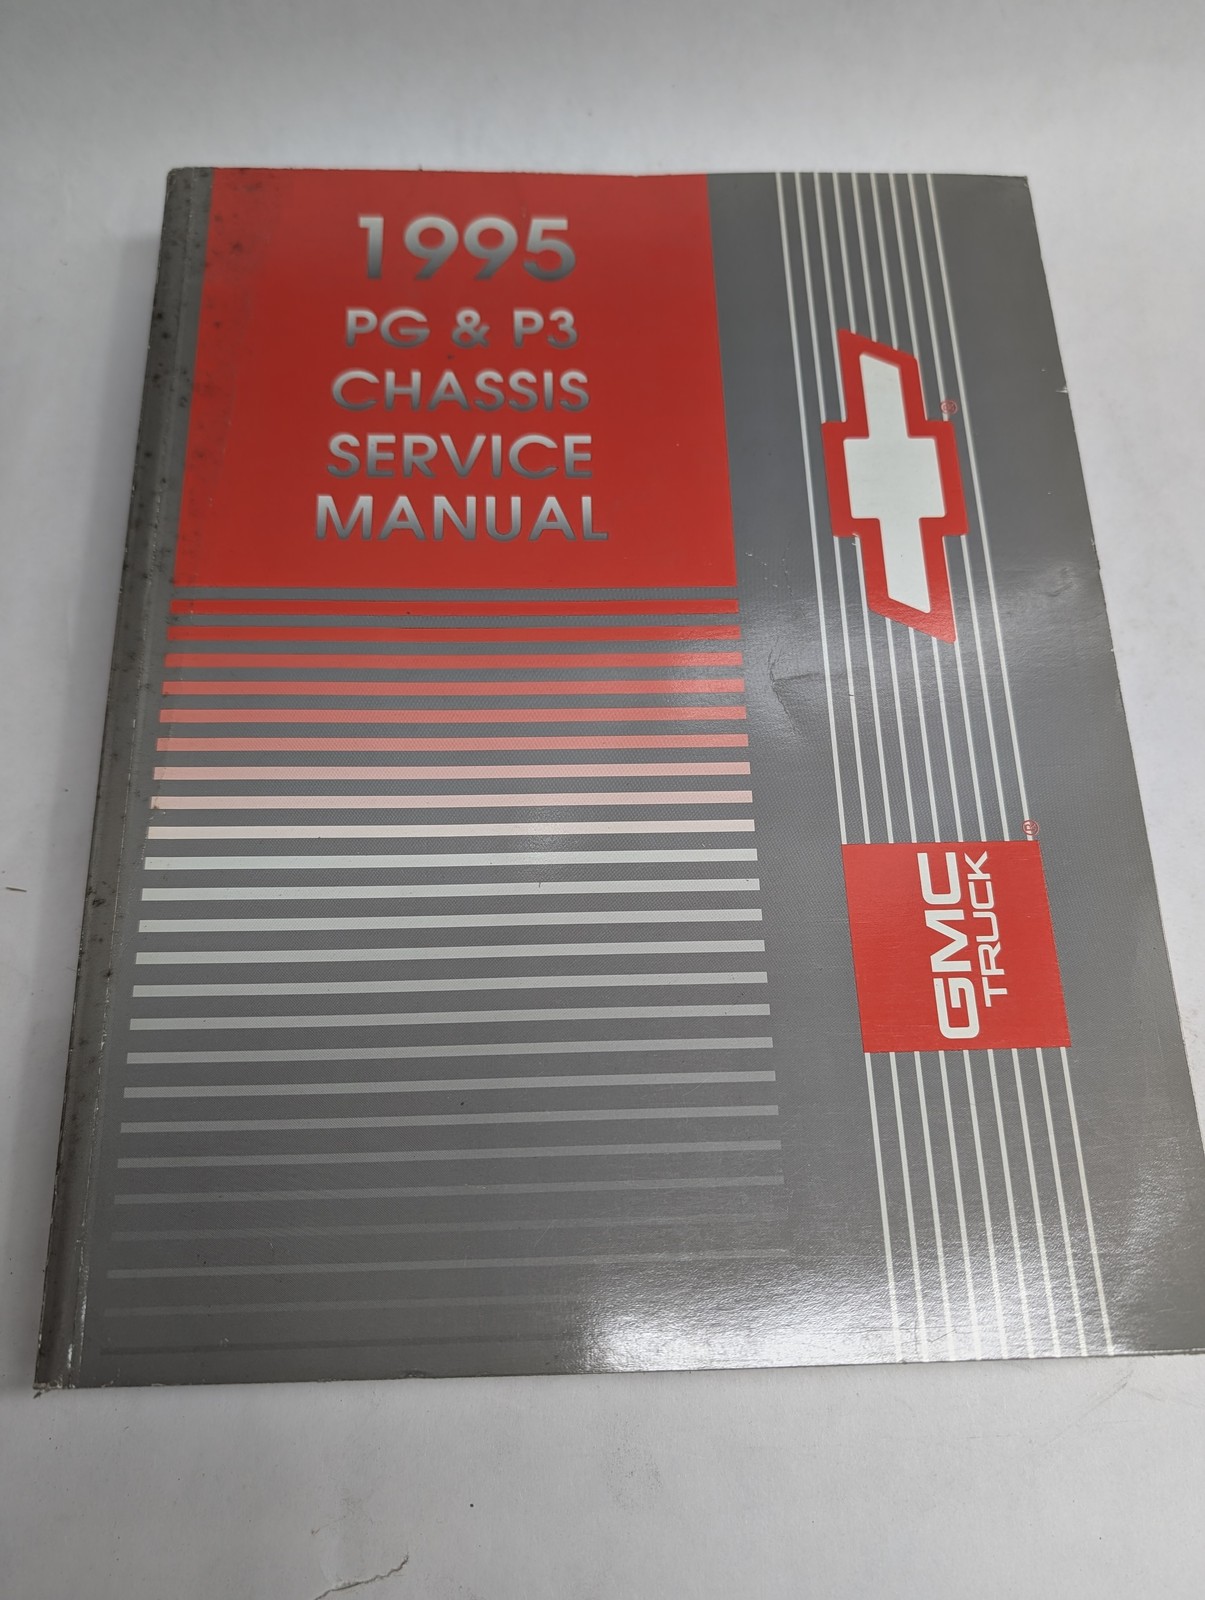 1995
PG & P3
CHASSIS
SERVICE
MANUAL
®
GMC
TRUCK
®